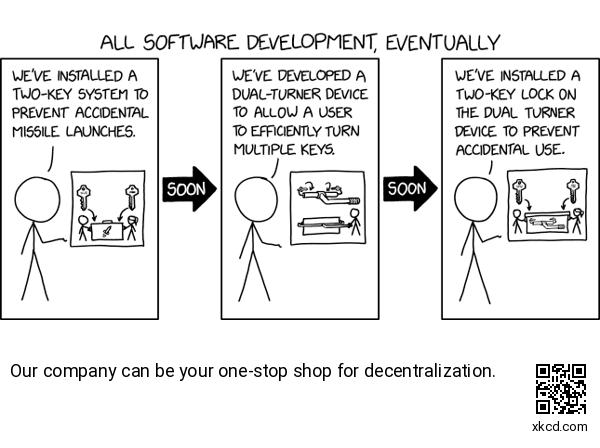 ALL SOFTWARE DEVELOPMENT, EVENTUALLY
WE'VE INSTALLED A
TWO-KEY SYSTEM TO
PREVENT ACCIDENTAL
MISSILE LAUNCHES.
SOON
WE'VE DEVELOPED A
DUAL-TURNER DEVICE
TO ALLOW A USER
TO EFFICIENTLY TURN
MULTIPLE KEYS.
SOON
WE'VE INSTALLED A
TWO-KEY LOCK ON
THE DUAL TURNER
DEVICE TO PREVENT
ACCIDENTAL USE.
Our company can be your one-stop shop for decentralization.
xkcd.com